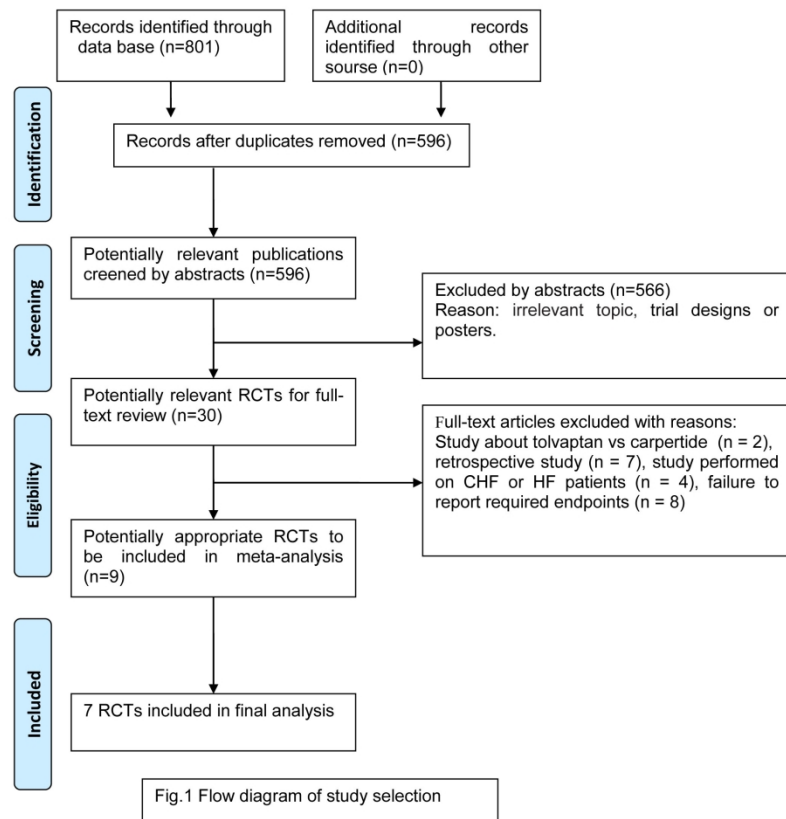 Records identified through
data base (n=801)
Additional records
identified through other
sourse (n=0)
Identification
Records after duplicates removed (n=596)
Screening
Potentially relevant publications
creened by abstracts (n=596)
Excluded by abstracts (n=566)
Reason: irrelevant topic, trial designs or
posters.
Eligibility
Potentially relevant RCTs for full-
text review (n=30)
Full-text articles excluded with reasons:
Study about tolvaptan vs carpertide (n = 2),
retrospective study (n = 7), study performed
on CHF or HF patients (n = 4), failure to
report required endpoints (n = 8)
Potentially appropriate RCTs to
be included in meta-analysis
(n=9)
Included
7 RCTs included in final analysis
Fig.1 Flow diagram of study selection